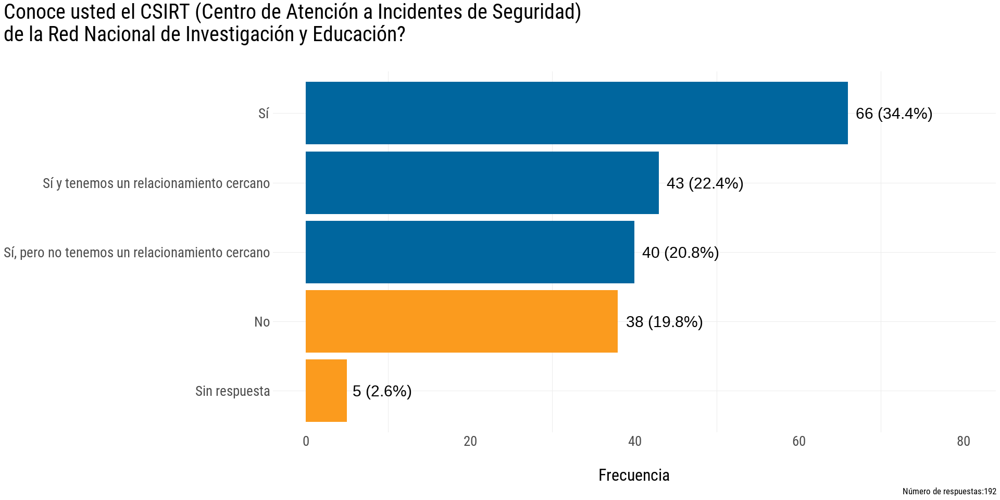 Conoce usted el CSIRT (Centro de Atención a Incidentes de Seguridad)
de la Red Nacional de Investigación y Educación?
Sí
66 (34.4%)
Sí y tenemos un relacionamiento cercano
43 (22.4%)
Sí, pero no tenemos un relacionamiento cercano
40 (20.8%)
No
38 (19.8%)
Sin respuesta
5 (2.6%)
0 20 40 60 80
Frecuencia
Número de respuestas:192